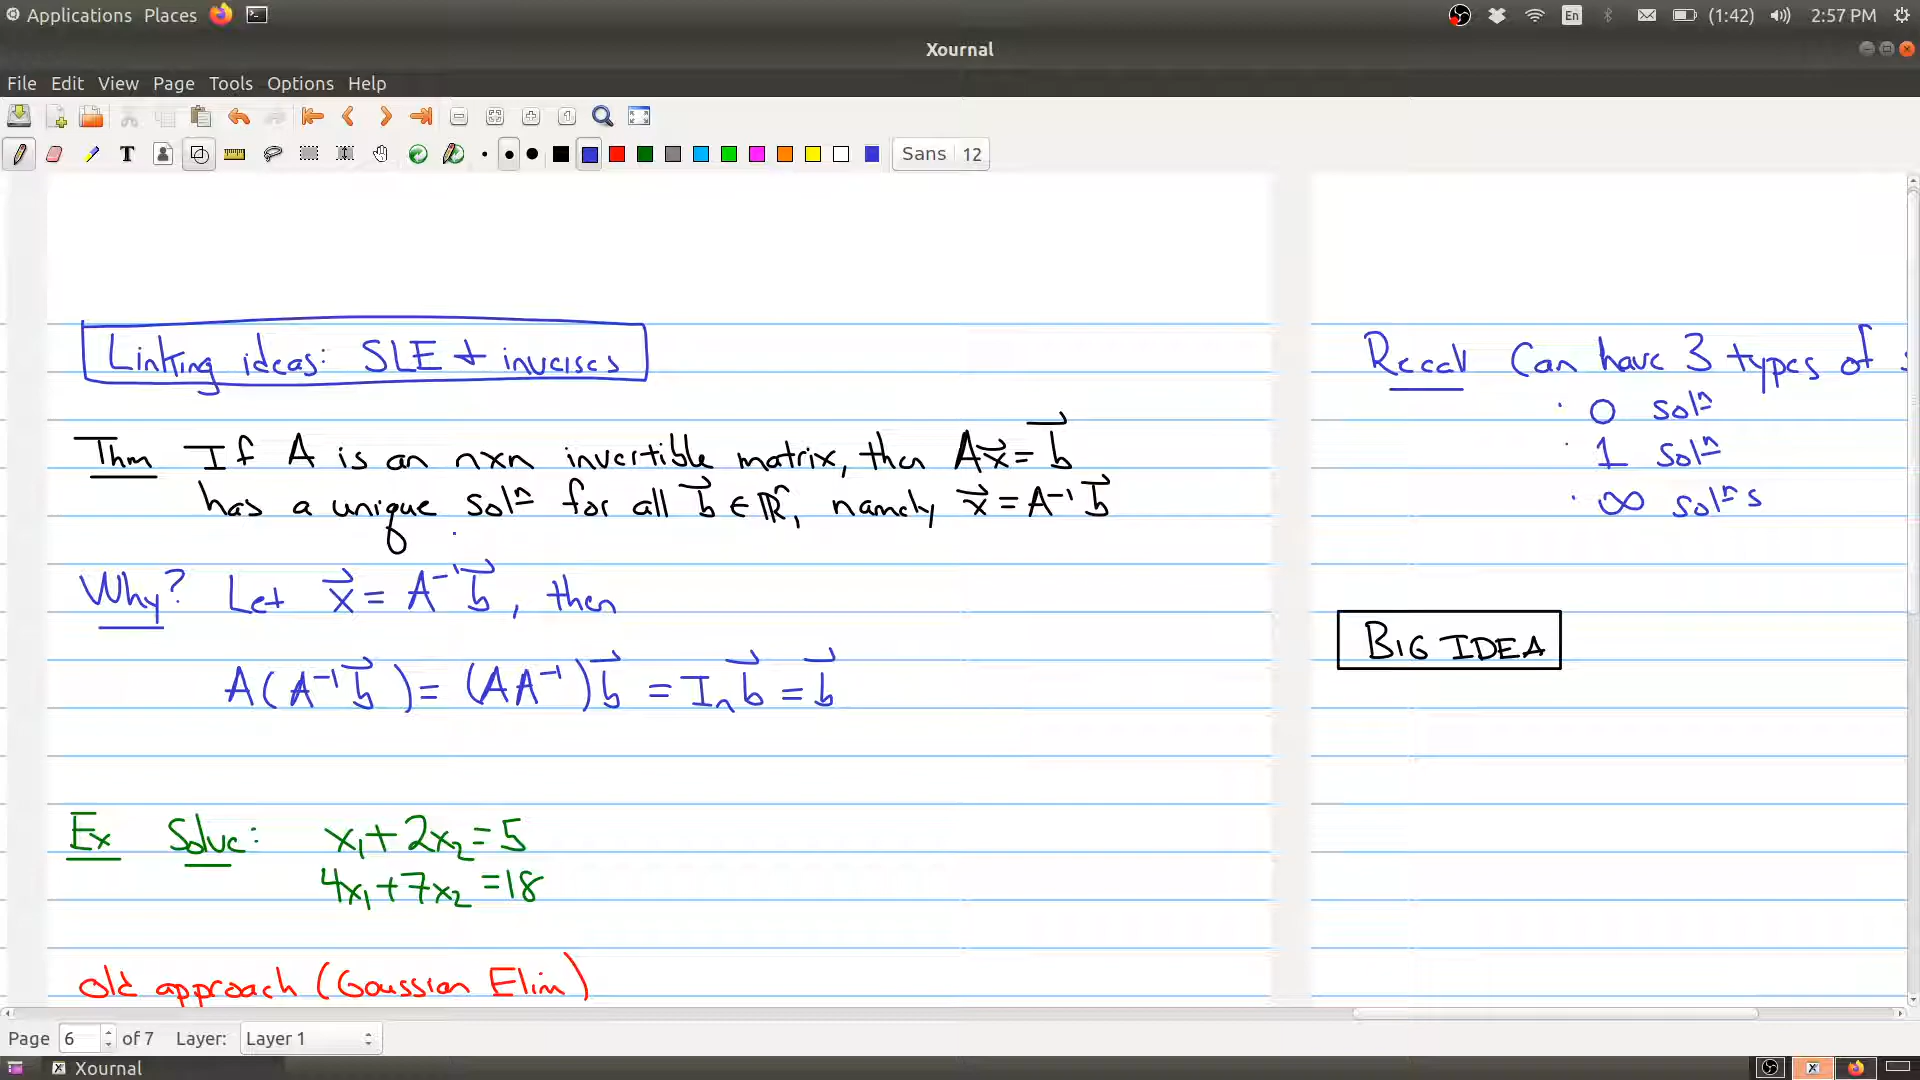 Applications Places En (1:42) 2:57 PM
Xournal
File Edit View Page Tools Options Help
T Sans 12
Linking ideas: SLE + inverses
Thm If A is an nxn invertible matrix, then Ax⃗ = b⃗
has a unique solⁿ for all b⃗ ∈ ℝⁿ, namely x⃗ = A⁻¹b⃗
Why? Let x⃗ = A⁻¹b⃗, then
A(A⁻¹b⃗) = (AA⁻¹)b⃗ = Iₙb⃗ = b⃗
Ex Solve: x₁ + 2x₂ = 5
4x₁ + 7x₂ = 18
old approach (Gaussian Elim)
Recall Can have 3 types of
· 0 solⁿ
· 1 solⁿ
· ∞ solⁿs
BIG IDEA
Page 6 of 7 Layer: Layer 1
Xournal